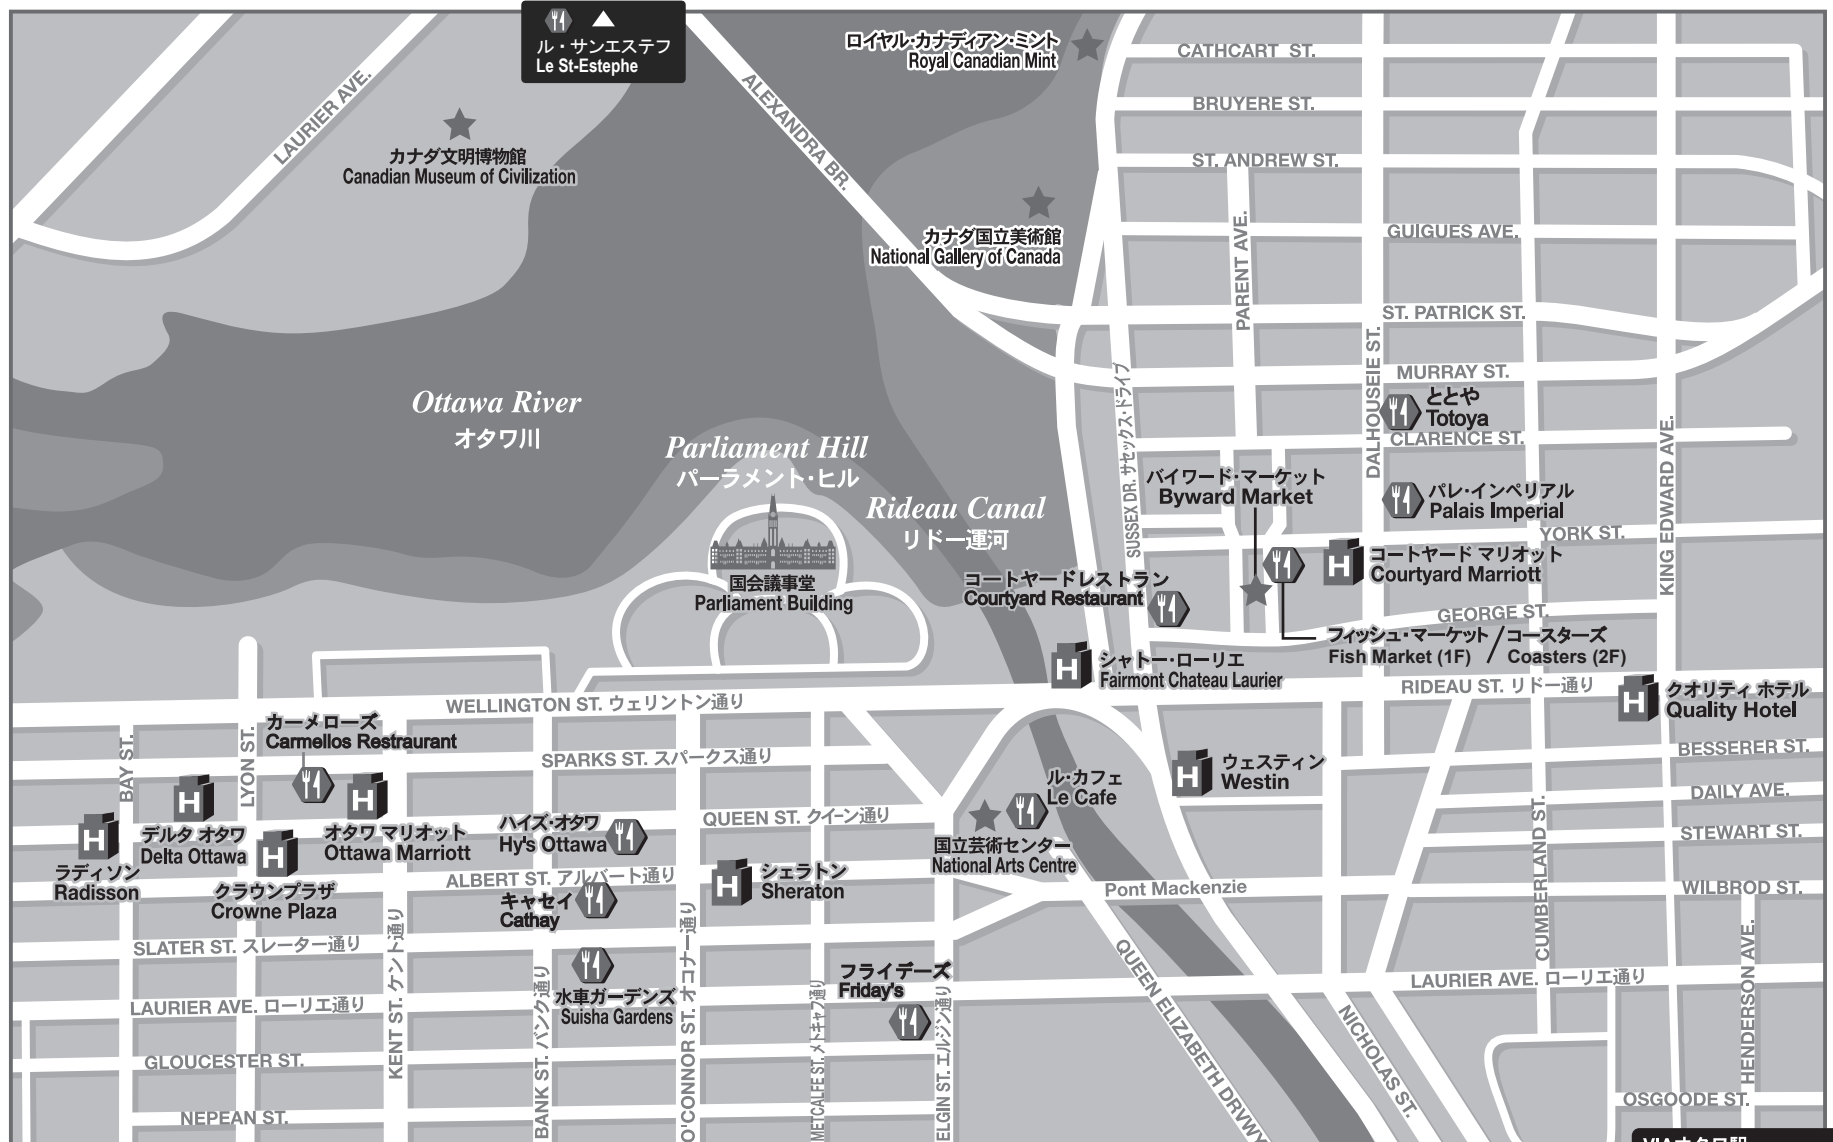 ル・サンエステフ
Le St-Estephe
ロイヤル・カナディアン・ミント
Royal Canadian Mint
CATHCART ST.
LAURIER AVE.
ALEXANDRA BR.
BRUYERE ST.
カナダ文明博物館
Canadian Museum of Civilization
ST. ANDREW ST.
カナダ国立美術館
National Gallery of Canada
PARENT AVE.
GUIGUES AVE.
ST. PATRICK ST.
DALHOUSEIE ST.
MURRAY ST.
Ottawa River
オタワ川
ととや
Totoya
CLARENCE ST.
KING EDWARD AVE.
Parliament Hill
パーラメント・ヒル
SUSSEX DR. サセックス・ドライブ
バイワード・マーケット
Byward Market
パレ・インペリアル
Palais Imperial
Rideau Canal
リドー運河
YORK ST.
コートヤード マリオット
Courtyard Marriott
国会議事堂
Parliament Building
コートヤードレストラン
Courtyard Restaurant
GEORGE ST.
フィッシュ・マーケット/コースターズ
Fish Market (1F) / Coasters (2F)
シャトー・ローリエ
Fairmont Chateau Laurier
RIDEAU ST. リドー通り
クオリティ ホテル
Quality Hotel
WELLINGTON ST. ウェリントン通り
カーメローズ
Carmellos Restraurant
BAY ST.
LYON ST.
SPARKS ST. スパークス通り
BESSERER ST.
ウェスティン
Westin
ル・カフェ
Le Cafe
DAILY AVE.
QUEEN ST. クイーン通り
デルタ オタワ
Delta Ottawa
オタワ マリオット
Ottawa Marriott
ハイズ・オタワ
Hy's Ottawa
国立芸術センター
National Arts Centre
STEWART ST.
CUMBERLAND ST.
ラディソン
Radisson
クラウンプラザ
Crowne Plaza
ALBERT ST. アルバート通り
シェラトン
Sheraton
Pont Mackenzie
WILBROD ST.
キャセイ
Cathay
SLATER ST. スレーター通り
KENT ST. ケント通り
BANK ST. バンク通り
O'CONNOR ST. オコナー通り
METCALFE ST. メトキャフ通り
ELGIN ST. エルジン通り
フライデーズ
Friday's
水車ガーデンズ
Suisha Gardens
QUEEN ELIZABETH DRWY
NICHOLAS ST.
LAURIER AVE. ローリエ通り
HENDERSON AVE.
LAURIER AVE. ローリエ通り
GLOUCESTER ST.
NEPEAN ST.
OSGOODE ST.
VIAオタワ駅